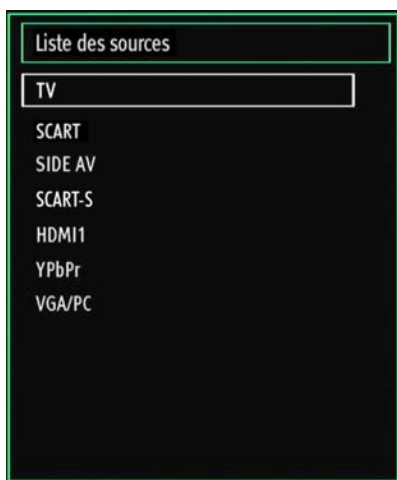 Liste des sources
TV
SCART
SIDE AV
SCART-S
HDMI1
YPbPr
VGA/PC